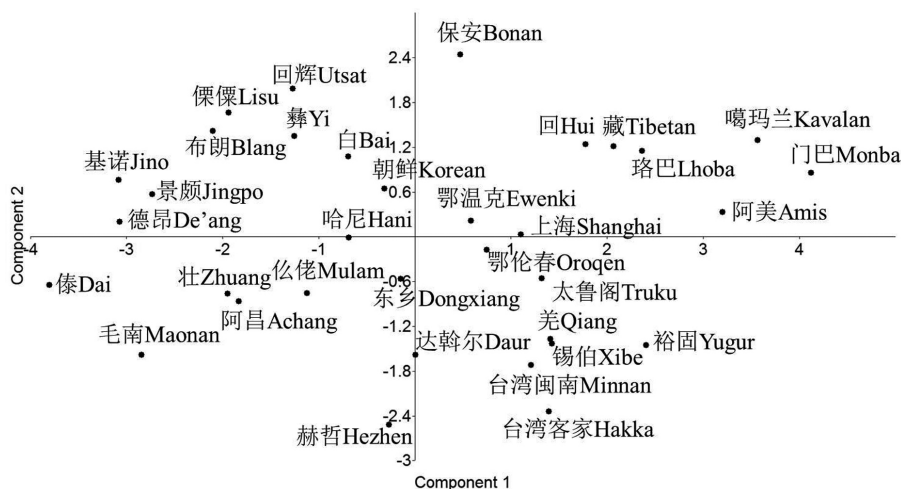 保安Bonan
2.4
回辉Utsat
傈僳Lisu
彝Yi
布朗Blang
白Bai
回Hui
藏Tibetan
噶玛兰Kavalan
1.2
珞巴Lhoba
门巴Monba
基诺Jino
朝鲜Korean
景颇Jingpo
0.6
鄂温克Ewenki
阿美Amis
德昂De’ang
哈尼Hani
上海Shanghai
-4
-3
-2
-1
1
2
3
4
Component 2
鄂伦春Oroqen
傣Dai
壮Zhuang
仫佬Mulam
-0.6
东乡Dongxiang
太鲁阁Truku
阿昌Achang
-1.2
毛南Maonan
达斡尔Daur
羌Qiang
裕固Yugur
锡伯Xibe
-1.8
台湾闽南Minnan
-2.4
赫哲Hezhen
台湾客家Hakka
-3
Component 1